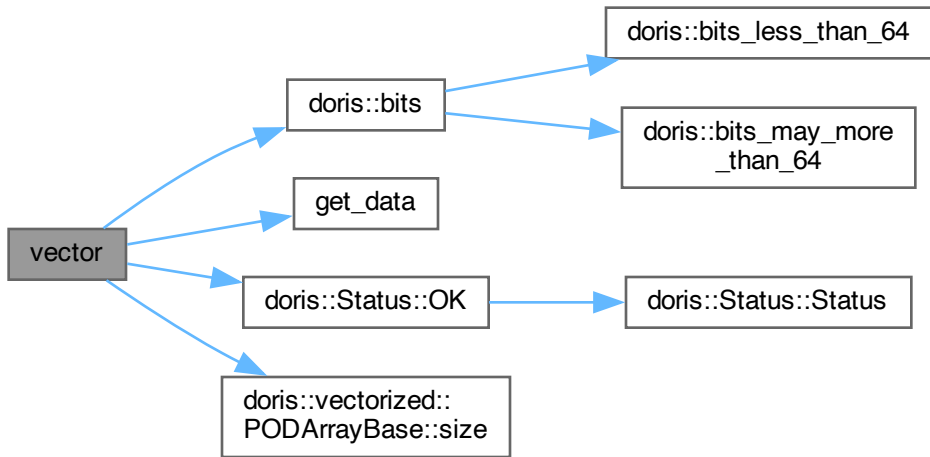 doris::bits_less_than_64
doris::bits
doris::bits_may_more
_than_64
get_data
vector
doris::Status::OK
doris::Status::Status
doris::vectorized::
PODArrayBase::size